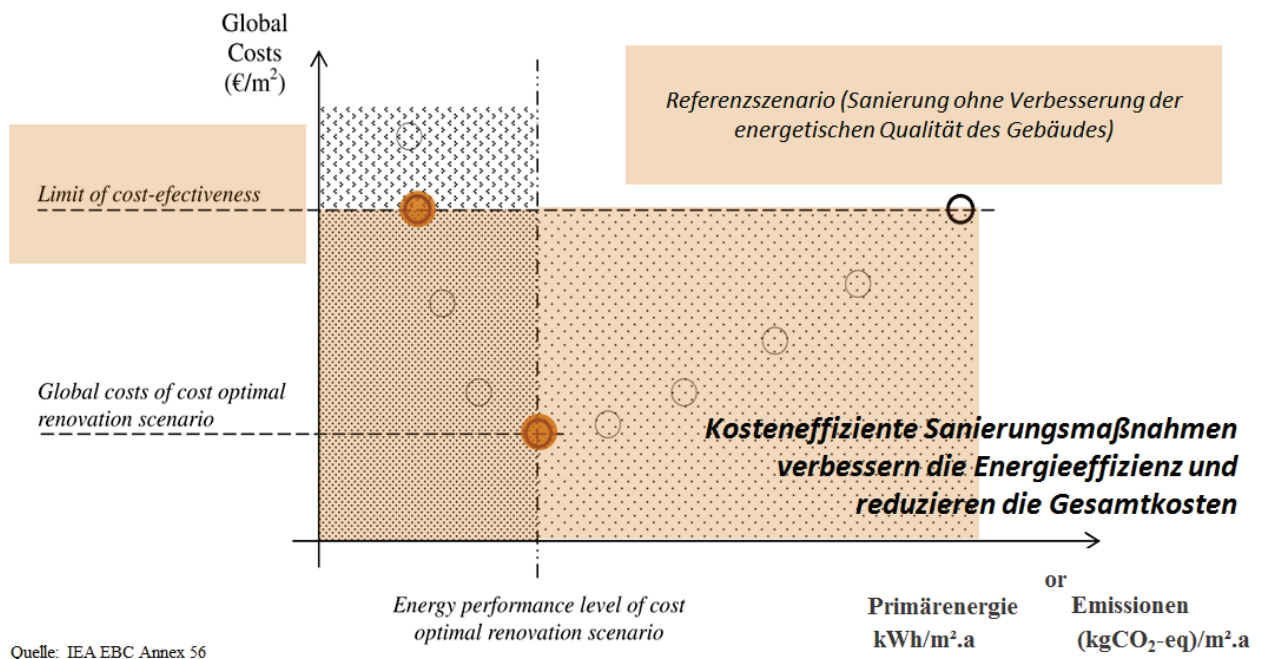 Global
Costs
(€/m²)
Referenzszenario (Sanierung ohne Verbesserung der
energetischen Qualität des Gebäudes)
Limit of cost-efectiveness
Global costs of cost optimal
renovation scenario
Kosteneffiziente Sanierungsmaßnahmen
verbessern die Energieeffizienz und
reduzieren die Gesamtkosten
Energy performance level of cost
optimal renovation scenario
or
Primärenergie
kWh/m².a
Emissionen
(kgCO₂-eq)/m².a
Quelle: IEA EBC Annex 56